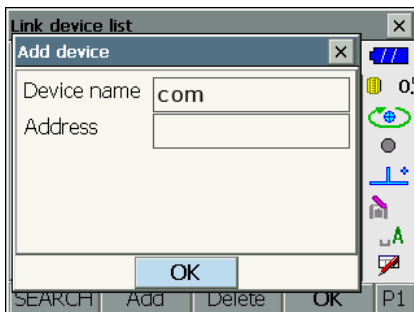 Link device list
Add device
Device name com
Address
OK
SEARCH Add Delete OK P1
A